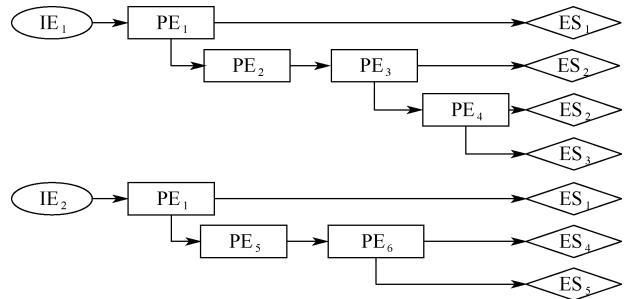 IE₁ PE₁ ES₁
PE₂ PE₃ ES₂
PE₄ ES₂
ES₃
IE₂ PE₁ ES₁
PE₅ PE₆ ES₄
ES₅